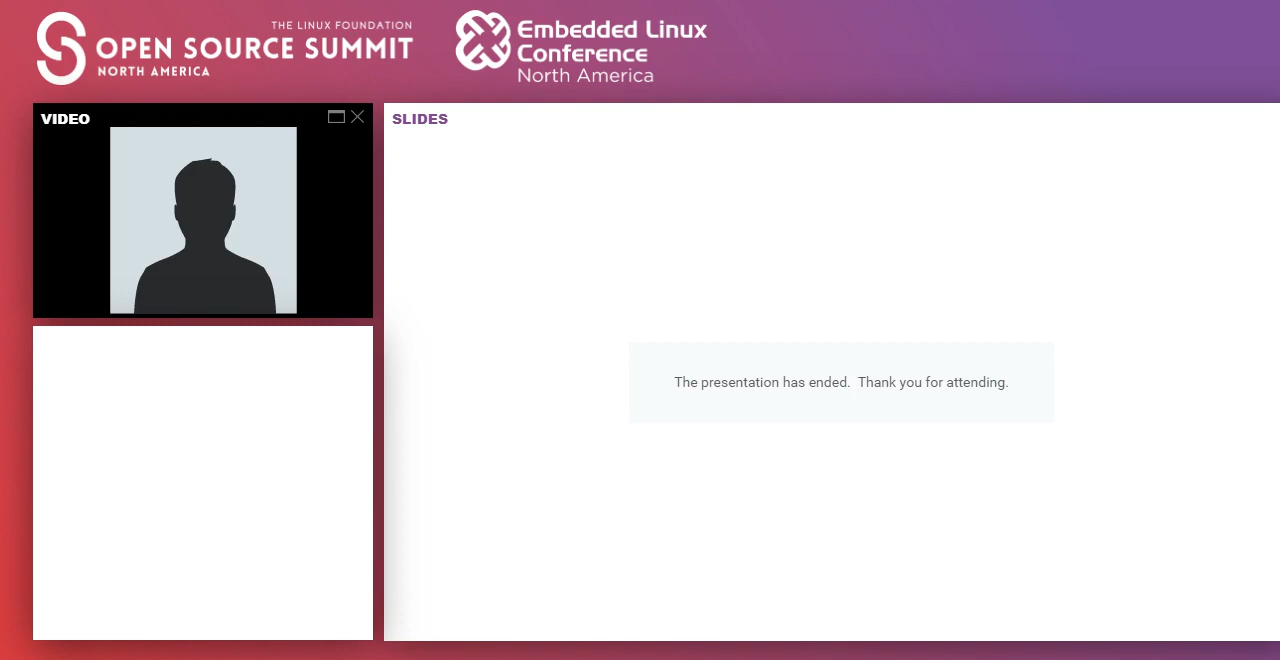 THE LINUX FOUNDATION
OPEN SOURCE SUMMIT
NORTH AMERICA
Embedded Linux
Conference
North America
VIDEO
SLIDES
The presentation has ended.  Thank you for attending.